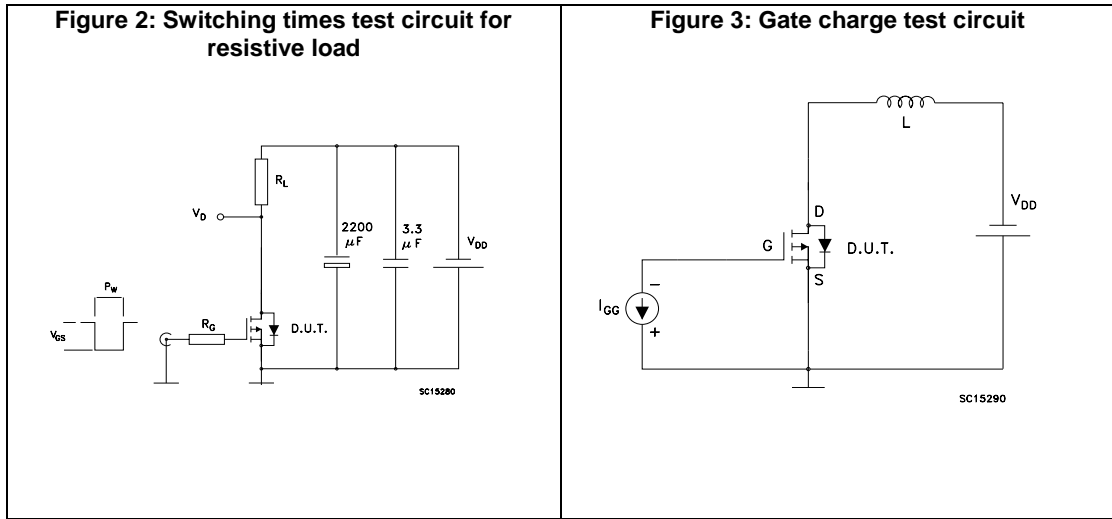 Figure 2: Switching times test circuit for
resistive load
R_L
V_D
2200
μF
3.3
μF
V_DD
P_W
V_GS
R_G
D.U.T.
SC15280
Figure 3: Gate charge test circuit
L
V_DD
D
G
D.U.T.
S
I_GG
-
+
SC15290